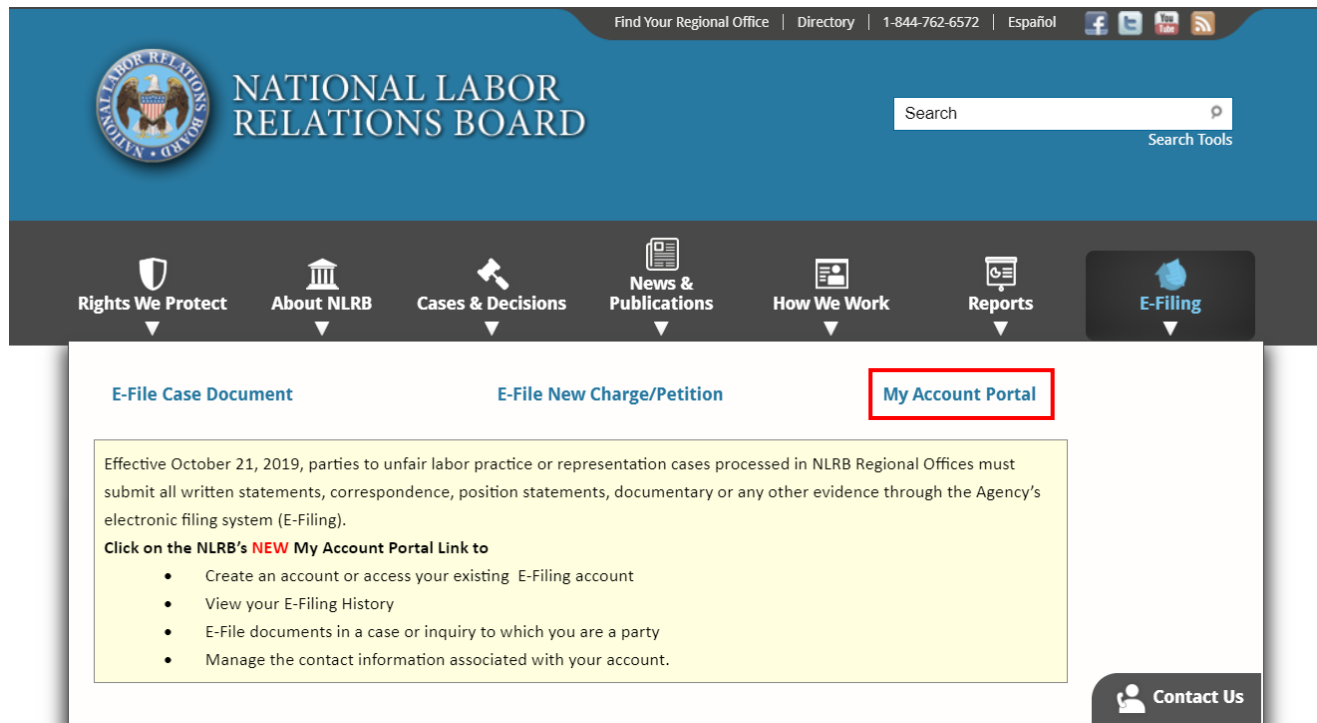 Find Your Regional Office | Directory | 1-844-762-6572 | Español
You Tube
NATIONAL LABOR RELATIONS BOARD
NATIONAL LABOR
RELATIONS BOARD
Search
Search Tools
Rights We Protect
About NLRB
Cases & Decisions
News &
Publications
How We Work
Reports
E-Filing
E-File Case Document
E-File New Charge/Petition
My Account Portal
Effective October 21, 2019, parties to unfair labor practice or representation cases processed in NLRB Regional Offices must
submit all written statements, correspondence, position statements, documentary or any other evidence through the Agency’s
electronic filing system (E-Filing).
Click on the NLRB’s NEW My Account Portal Link to
• Create an account or access your existing E-Filing account
• View your E-Filing History
• E-File documents in a case or inquiry to which you are a party
• Manage the contact information associated with your account.
Contact Us